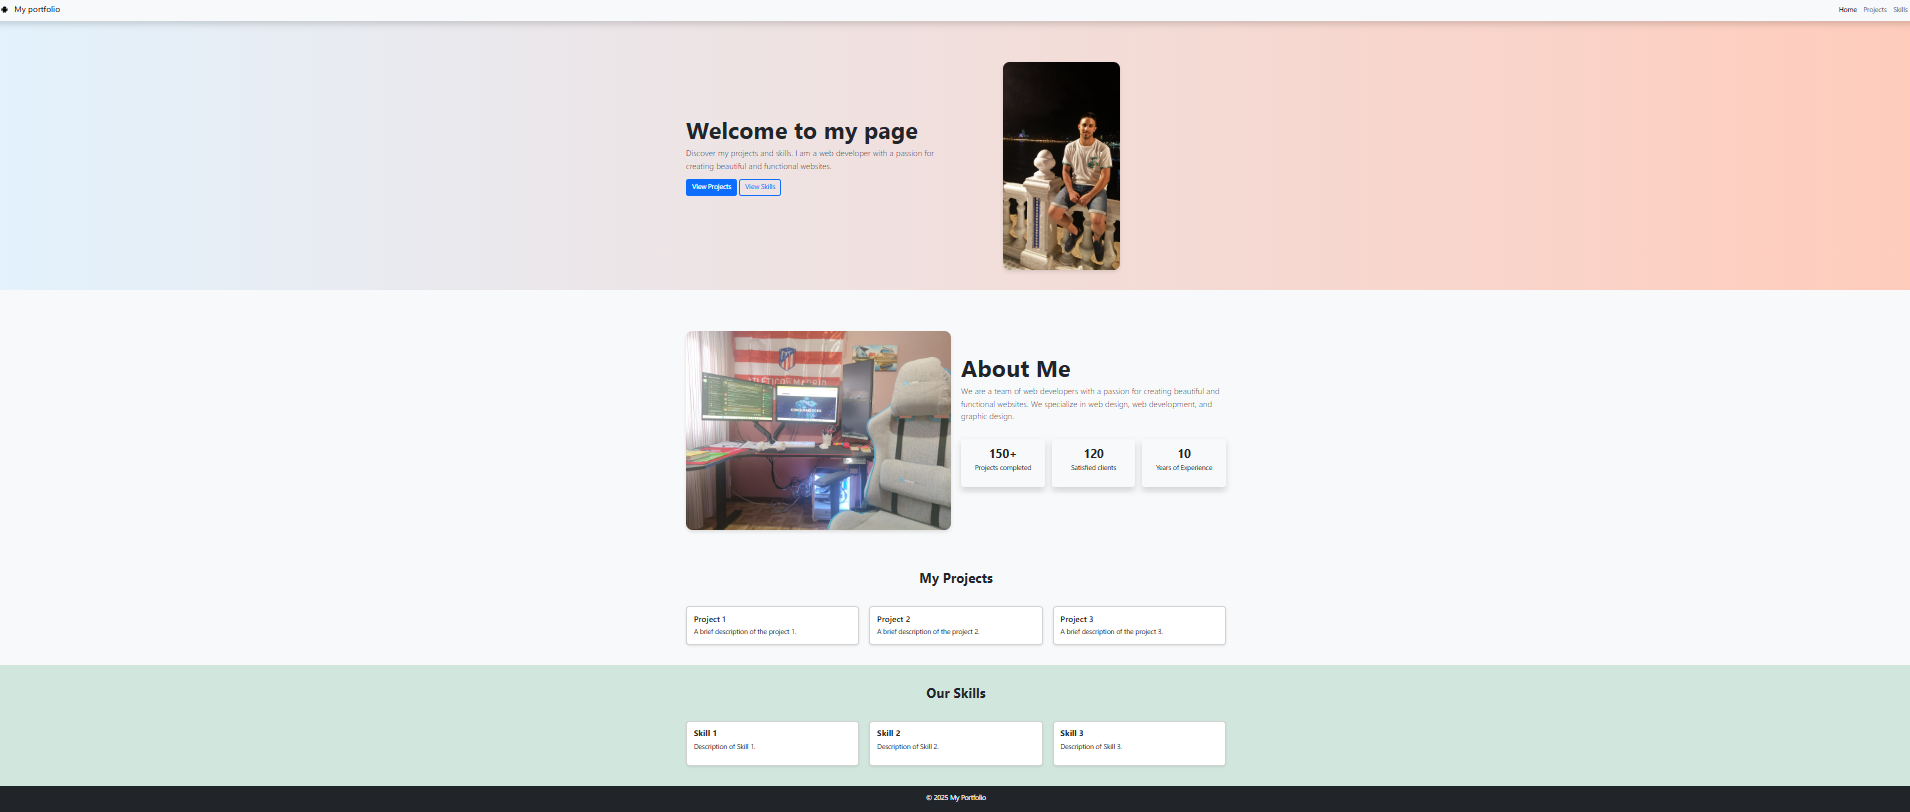 My portfolio
Home Projects Skills
Welcome to my page
Discover my projects and skills. I am a web developer with a passion for
creating beautiful and functional websites.
View Projects View Skills
ATLÉTICO DE MADRID
About Me
We are a team of web developers with a passion for creating beautiful and
functional websites. We specialize in web design, web development, and
graphic design.
150+ 120 10
Projects completed Satisfied clients Years of Experience
My Projects
Project 1 Project 2 Project 3
A brief description of the project 1. A brief description of the project 2. A brief description of the project 3.
Our Skills
Skill 1 Skill 2 Skill 3
Description of Skill 1. Description of Skill 2. Description of Skill 3.
© 2025 My Portfolio